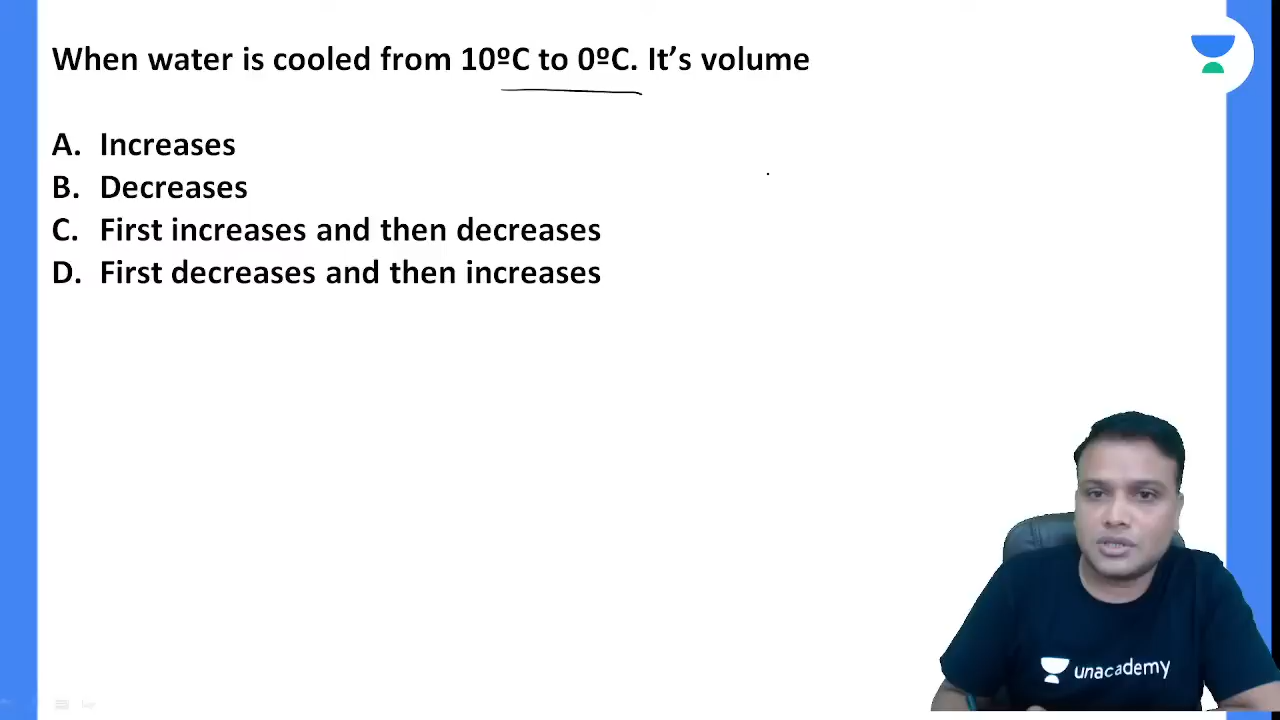 When water is cooled from 10ºC to 0ºC. It’s volume
A. Increases
B. Decreases
C. First increases and then decreases
D. First decreases and then increases
unacademy